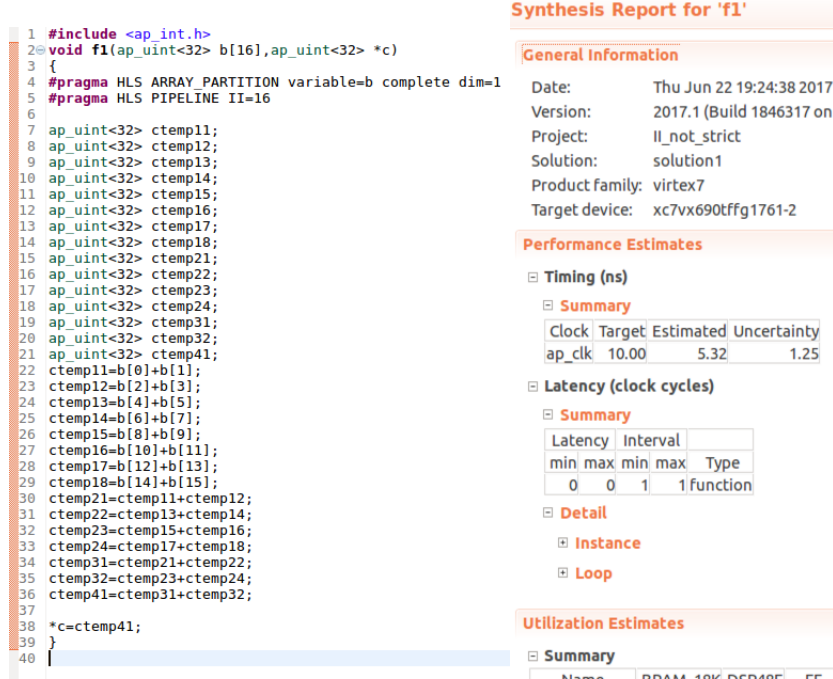 1 #include <ap_int.h>
2 void f1(ap_uint<32> b[16],ap_uint<32> *c)
3 {
4 #pragma HLS ARRAY_PARTITION variable=b complete dim=1
5 #pragma HLS PIPELINE II=16
6
7 ap_uint<32> ctemp11;
8 ap_uint<32> ctemp12;
9 ap_uint<32> ctemp13;
10 ap_uint<32> ctemp14;
11 ap_uint<32> ctemp15;
12 ap_uint<32> ctemp16;
13 ap_uint<32> ctemp17;
14 ap_uint<32> ctemp18;
15 ap_uint<32> ctemp21;
16 ap_uint<32> ctemp22;
17 ap_uint<32> ctemp23;
18 ap_uint<32> ctemp24;
19 ap_uint<32> ctemp31;
20 ap_uint<32> ctemp32;
21 ap_uint<32> ctemp41;
22 ctemp11=b[0]+b[1];
23 ctemp12=b[2]+b[3];
24 ctemp13=b[4]+b[5];
25 ctemp14=b[6]+b[7];
26 ctemp15=b[8]+b[9];
27 ctemp16=b[10]+b[11];
28 ctemp17=b[12]+b[13];
29 ctemp18=b[14]+b[15];
30 ctemp21=ctemp11+ctemp12;
31 ctemp22=ctemp13+ctemp14;
32 ctemp23=ctemp15+ctemp16;
33 ctemp24=ctemp17+ctemp18;
34 ctemp31=ctemp21+ctemp22;
35 ctemp32=ctemp23+ctemp24;
36 ctemp41=ctemp31+ctemp32;
37
38 *c=ctemp41;
39 }
40
Synthesis Report for 'f1'
General Information
Date: Thu Jun 22 19:24:38 2017
Version: 2017.1 (Build 1846317 on
Project: II_not_strict
Solution: solution1
Product family: virtex7
Target device: xc7vx690tffg1761-2
Performance Estimates
Timing (ns)
Summary
Clock Target Estimated Uncertainty
ap_clk 10.00 5.32 1.25
Latency (clock cycles)
Summary
Latency Interval
min max min max Type
0 0 1 1 function
Detail
Instance
Loop
Utilization Estimates
Summary
Name BRAM_18K DSP48E FF